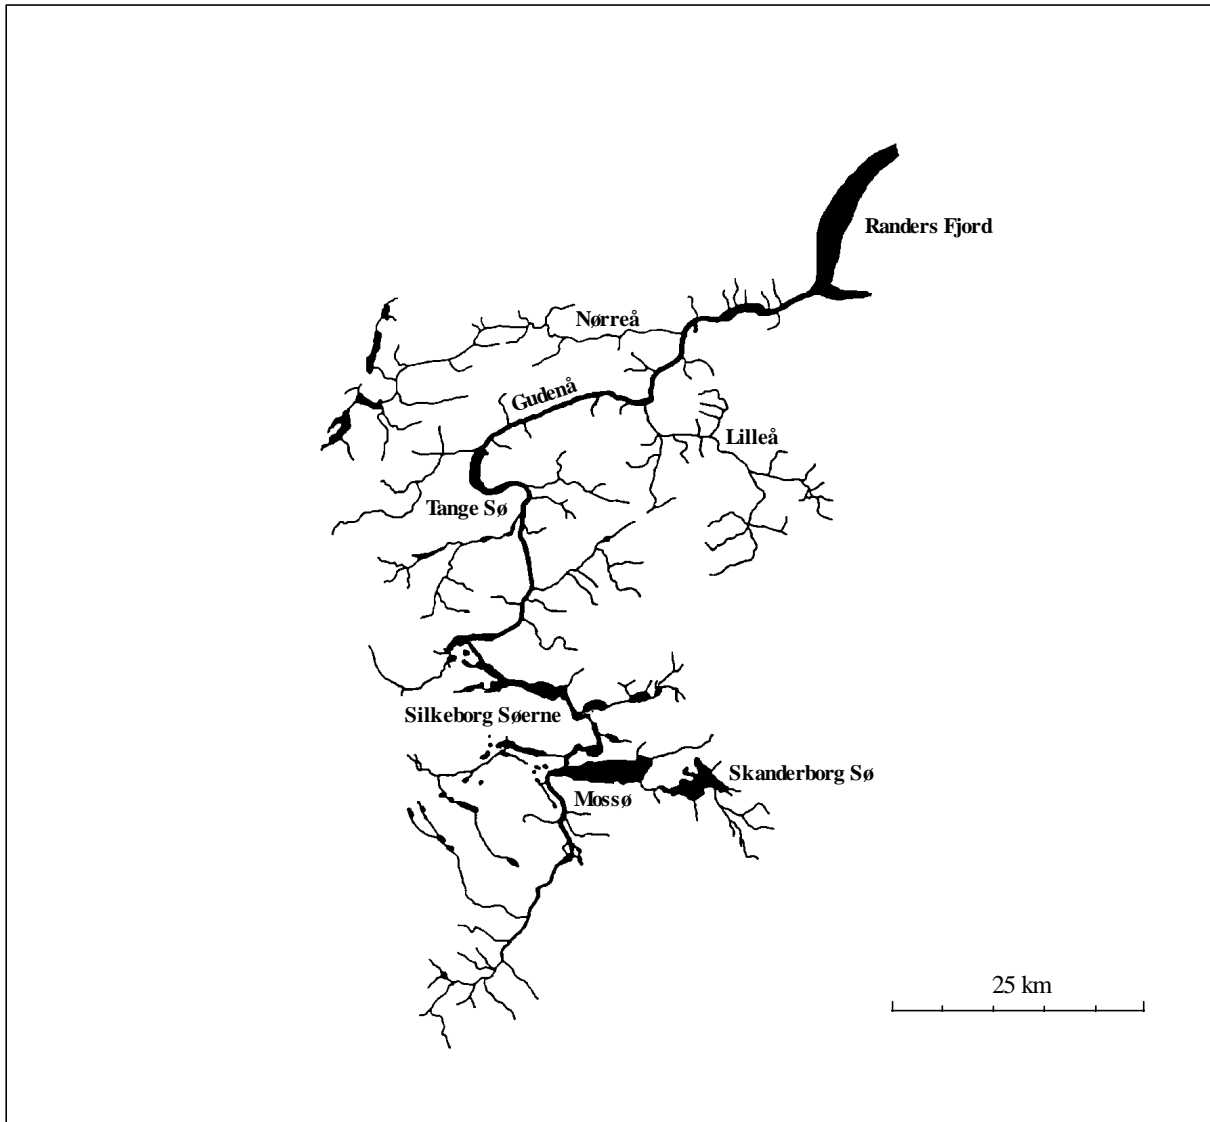 Randers Fjord
Nørreå
Gudenå
Lilleå
Tange Sø
Silkeborg Søerne
Skanderborg Sø
Mossø
25 km